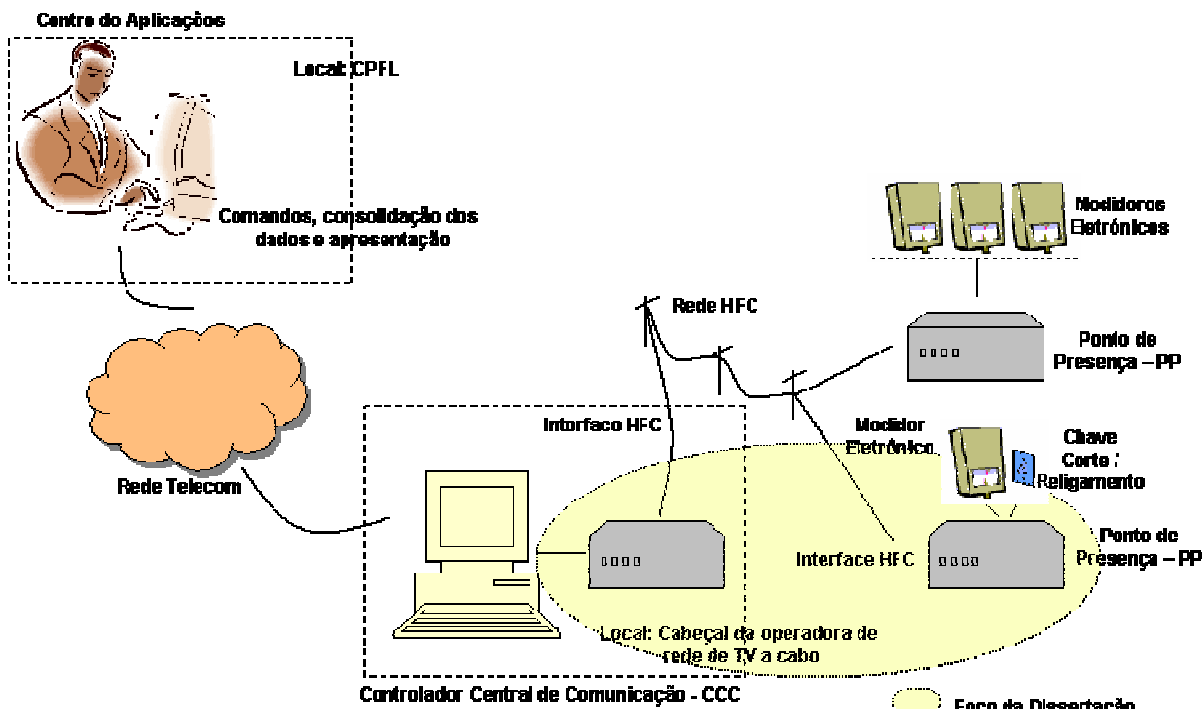 Centro de Aplicações
Local: CPFL
Comandos, consolidação dos
dados e apresentação
Medidores
Eletrônicos
Rede HFC
Ponto de
Presença – PP
Interface HFC
Medidor
Eletrônico
Chave
Corte /
Religamento
Rede Telecom
Interface HFC
Ponto de
Presença – PP
Local: Cabeçal da operadora de
rede de TV a cabo
Controlador Central de Comunicação - CCC
Foco da Dissertação